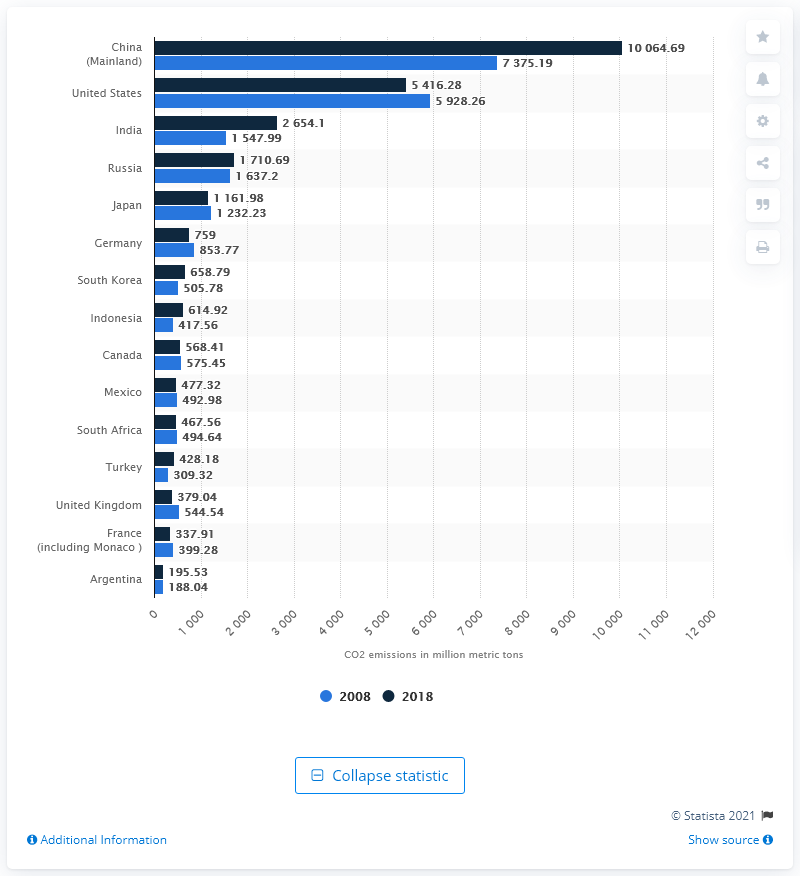 China
(Mainland)
10 064.69
7 375.19
United States
5 416.28
5 928.26
India
2 654.1
1 547.99
Russia
1 710.69
1 637.2
Japan
1 161.98
1 232.23
Germany
759
853.77
South Korea
658.79
505.78
Indonesia
614.92
417.56
Canada
568.41
575.45
Mexico
477.32
492.98
South Africa
467.56
494.64
Turkey
428.18
309.32
United Kingdom
379.04
544.54
France
(including Monaco )
337.91
399.28
Argentina
195.53
188.04
0 1 000 2 000 3 000 4 000 5 000 6 000 7 000 8 000 9 000 10 000 11 000 12 000
CO2 emissions in million metric tons
2008 2018
Collapse statistic
© Statista 2021
Additional Information Show source